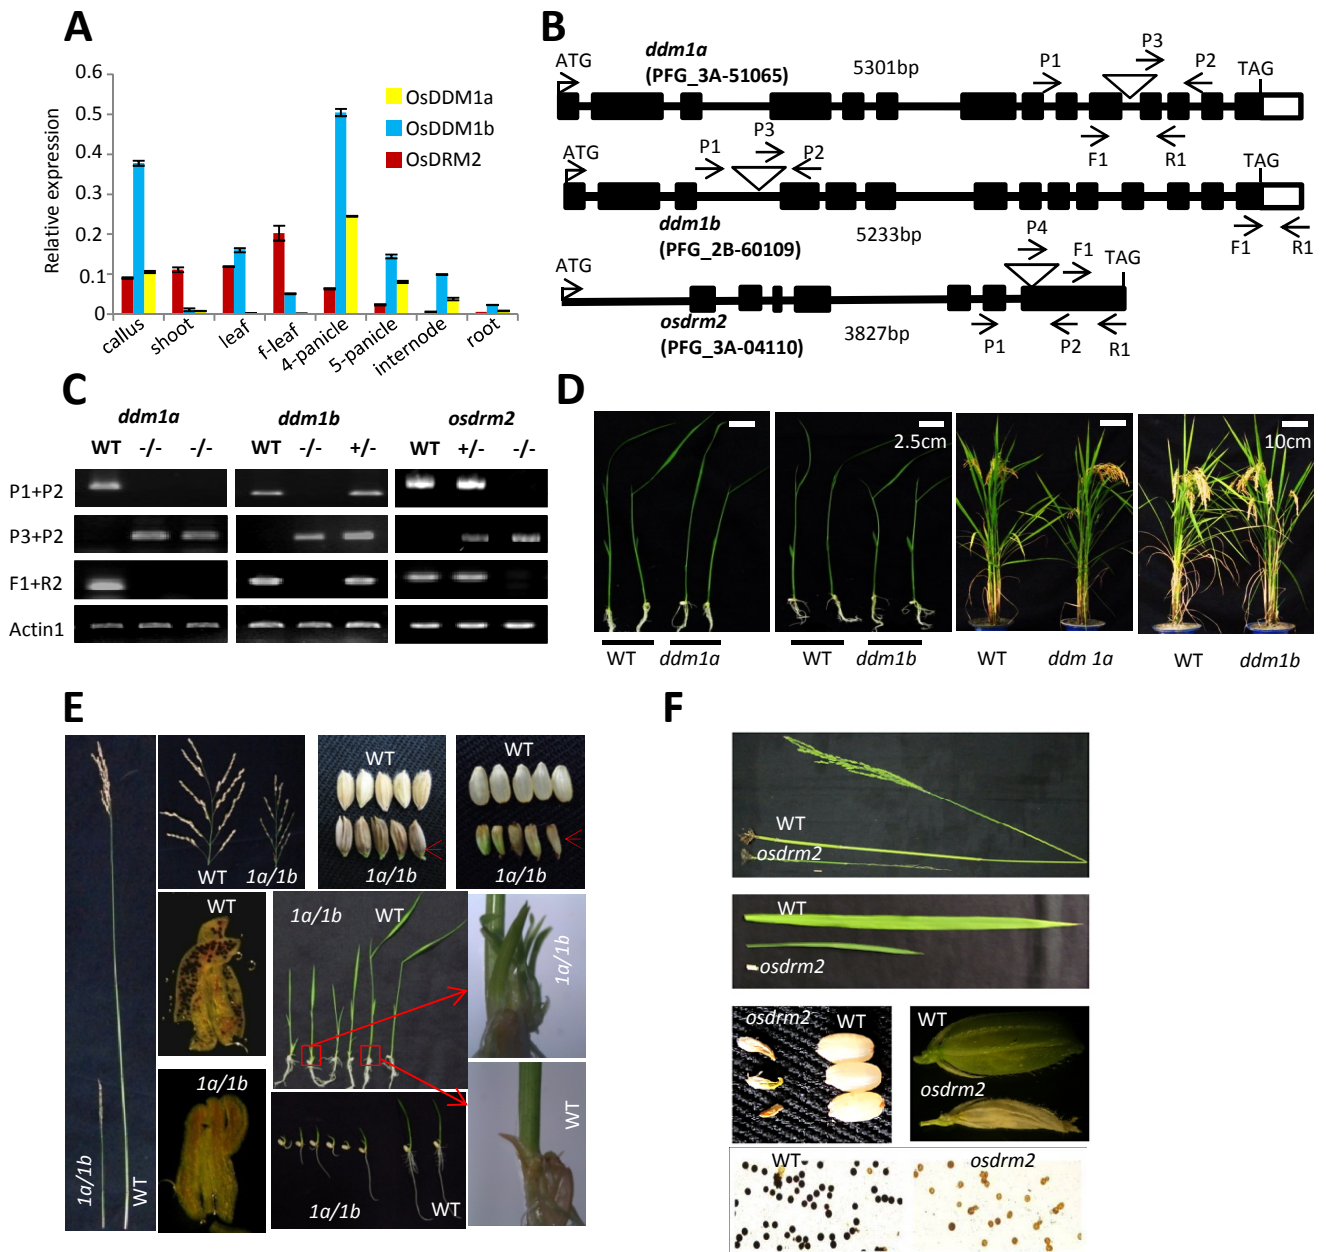 A
Relative expression
0.6
0.5
0.4
0.3
0.2
0.1
0
OsDDM1a
OsDDM1b
OsDRM2
callus
shoot
leaf
f-leaf
4-panicle
5-panicle
internode
root
B
ddm1a
(PFG_3A-51065)
5301bp
ATG
P1
P3
P2
TAG
F1
R1
ATG
P1
P3
P2
TAG
ddm1b
(PFG_2B-60109)
5233bp
F1
R1
ATG
P4
F1
TAG
osdrm2
(PFG_3A-04110)
3827bp
P1
P2
R1
C
ddm1a
ddm1b
osdrm2
WT -/- -/-
WT -/- +/-
WT +/- -/-
P1+P2
P3+P2
F1+R2
Actin1
D
2.5cm
10cm
WT ddm1a
WT ddm1b
WT ddm 1a
WT ddm1b
E
WT 1a/1b
WT
1a/1b
WT
1a/1b
WT
1a/1b
1a/1b WT
1a/1b
WT
1a/1b
WT
1a/1b
WT
F
WT
osdrm2
WT
osdrm2
osdrm2 WT
WT
osdrm2
WT
osdrm2